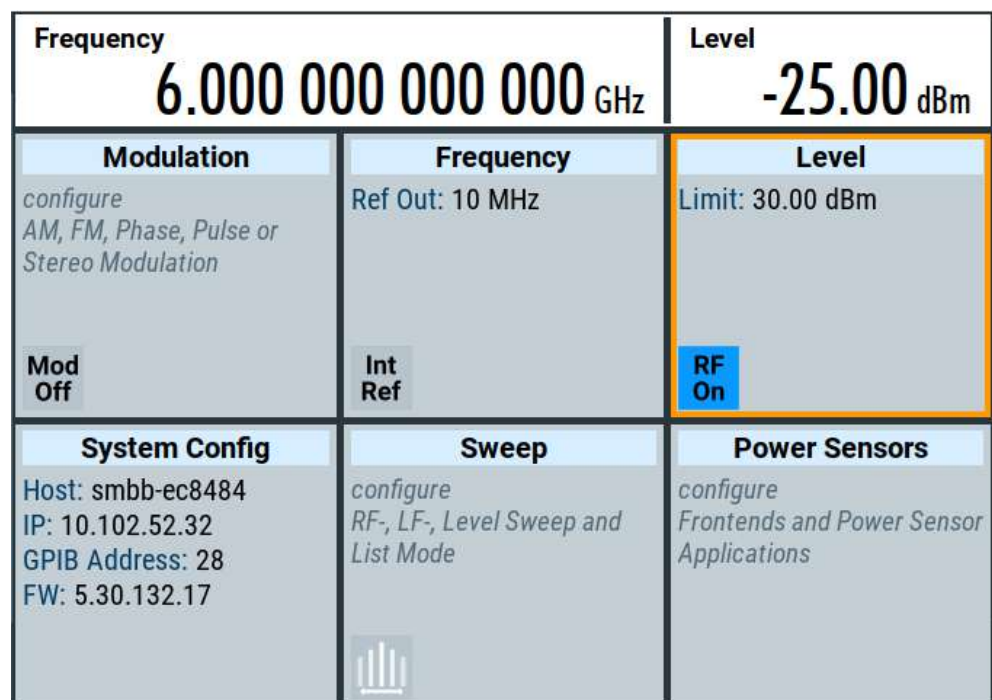 Frequency
6.000 000 000 000 GHz
Level
-25.00 dBm
Modulation
configure
AM, FM, Phase, Pulse or
Stereo Modulation
Mod
Off
Frequency
Ref Out: 10 MHz
Int
Ref
Level
Limit: 30.00 dBm
RF
On
System Config
Host: smbb-ec8484
IP: 10.102.52.32
GPIB Address: 28
FW: 5.30.132.17
Sweep
configure
RF-, LF-, Level Sweep and
List Mode
Power Sensors
configure
Frontends and Power Sensor
Applications